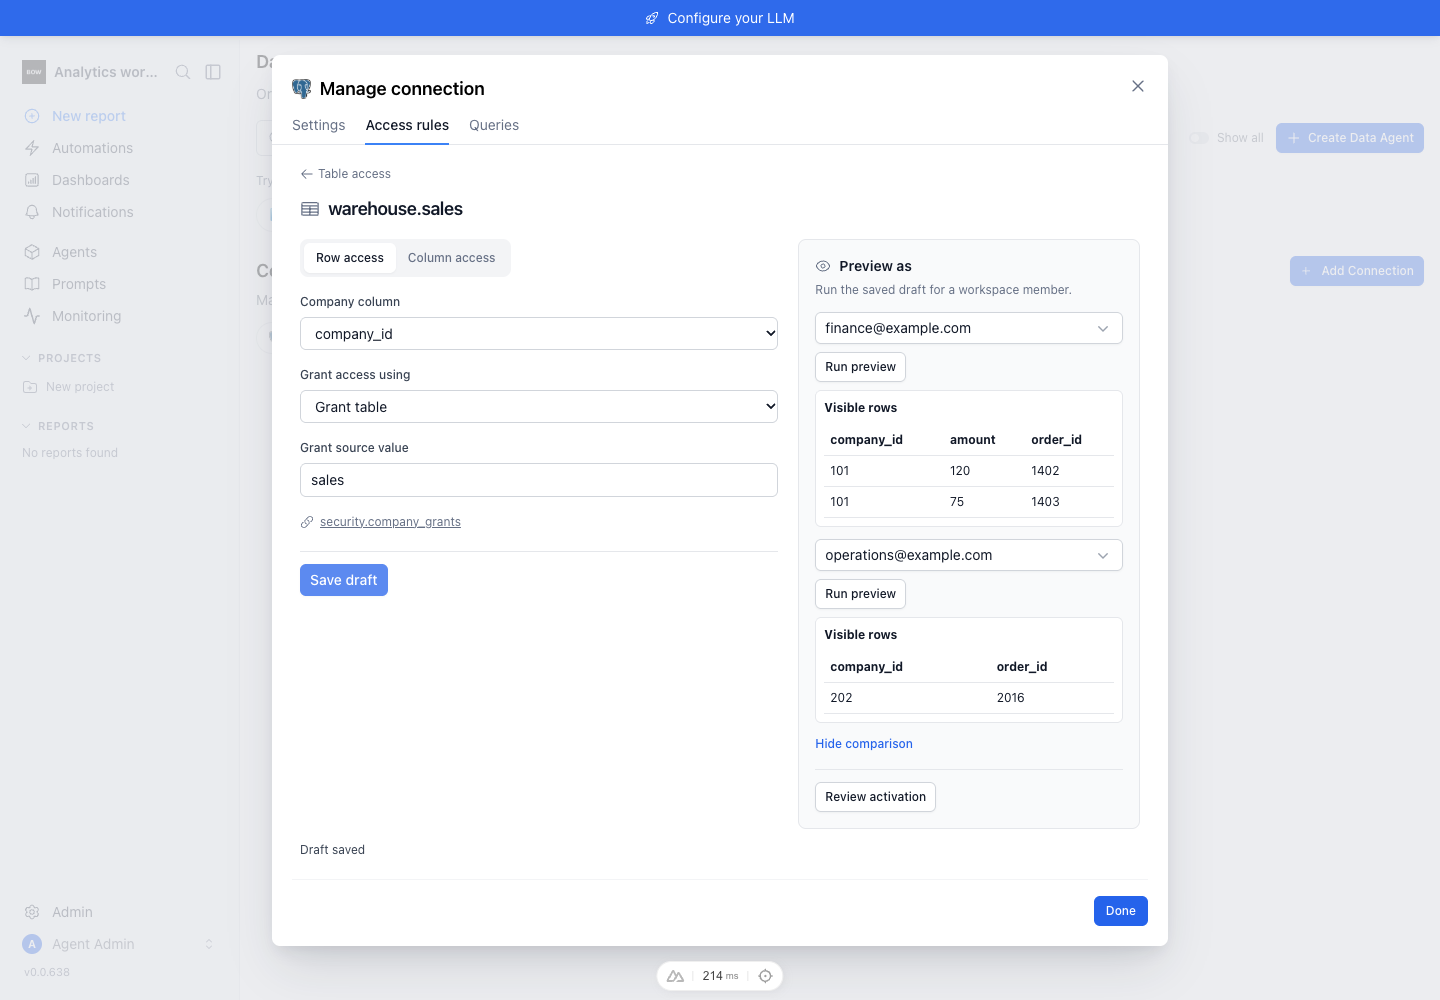 Configure your LLM
BOW
Analytics wor...
New report
Automations
Dashboards
Notifications
Agents
Prompts
Monitoring
PROJECTS
New project
REPORTS
No reports found
Admin
A
Agent Admin
v0.0.638
Show all
Create Data Agent
Add Connection
Manage connection
Settings
Access rules
Queries
Table access
warehouse.sales
Row access
Column access
Company column
company_id
Grant access using
Grant table
Grant source value
sales
security.company_grants
Save draft
Preview as
Run the saved draft for a workspace member.
finance@example.com
Run preview
Visible rows
company_id amount order_id
101 120 1402
101 75 1403
operations@example.com
Run preview
Visible rows
company_id order_id
202 2016
Hide comparison
Review activation
Draft saved
Done
214 ms